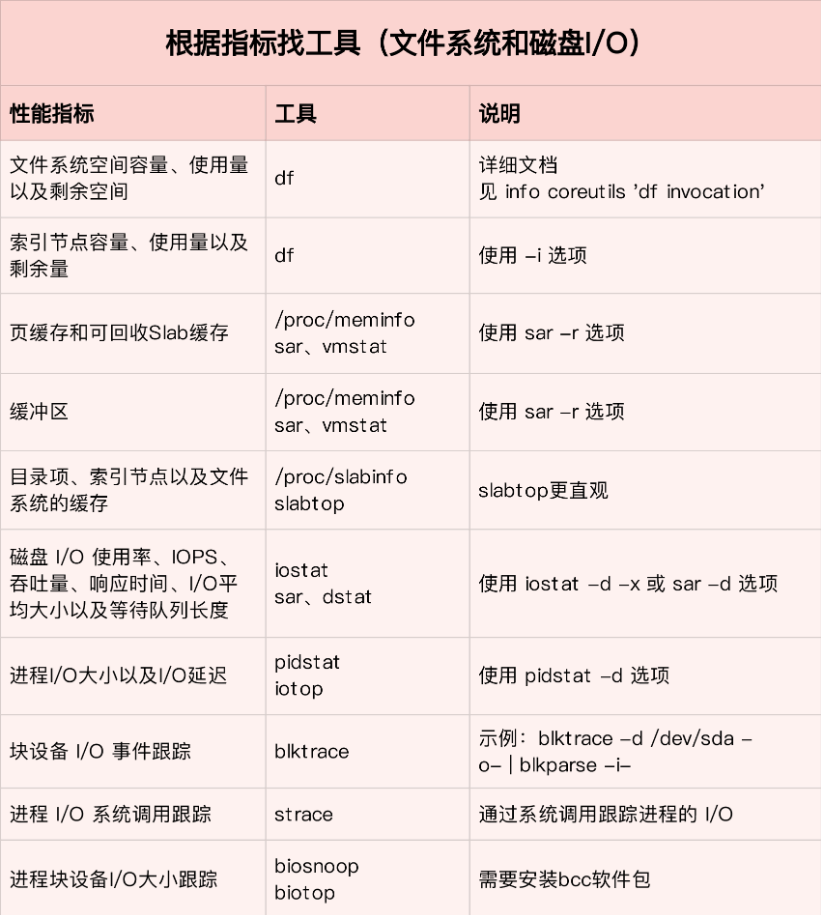 根据指标找工具（文件系统和磁盘I/O）
性能指标
工具
说明
文件系统空间容量、使用量
以及剩余空间
df
详细文档
见 info coreutils ’df invocation’
索引节点容量、使用量以及
剩余量
df
使用 –i 选项
页缓存和可回收Slab缓存
/proc/meminfo
sar、vmstat
使用 sar –r 选项
缓冲区
/proc/meminfo
sar、vmstat
使用 sar –r 选项
目录项、索引节点以及文件
系统的缓存
/proc/slabinfo
slabtop
slabtop更直观
磁盘 I/O 使用率、IOPS、
吞吐量、响应时间、I/O平
均大小以及等待队列长度
iostat
sar、dstat
使用 iostat –d –x 或 sar –d 选项
进程I/O大小以及I/O延迟
pidstat
iotop
使用 pidstat –d 选项
块设备 I/O 事件跟踪
blktrace
示例：blktrace –d /dev/sda –
o– | blkparse –i–
进程 I/O 系统调用跟踪
strace
通过系统调用跟踪进程的 I/O
进程块设备I/O大小跟踪
biosnoop
biotop
需要安装bcc软件包